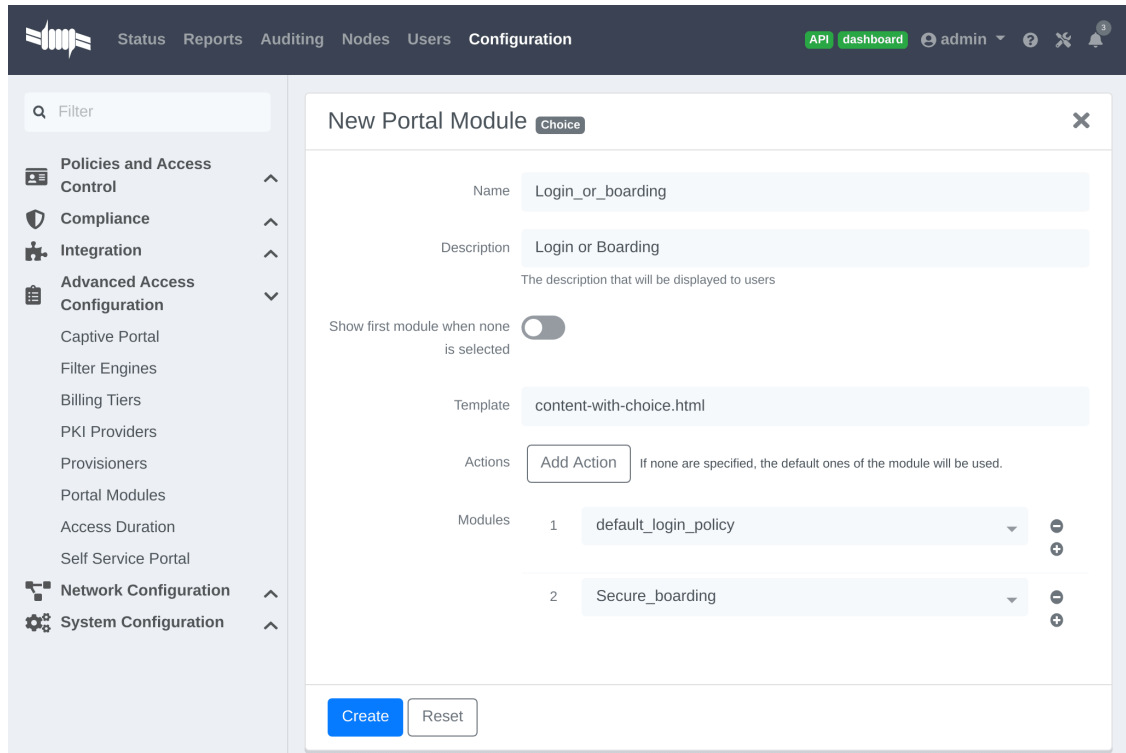 Status Reports Auditing Nodes Users Configuration API dashboard admin 3
Filter
Policies and Access
Control
Compliance
Integration
Advanced Access
Configuration
Captive Portal
Filter Engines
Billing Tiers
PKI Providers
Provisioners
Portal Modules
Access Duration
Self Service Portal
Network Configuration
System Configuration
New Portal Module Choice
Name Login_or_boarding
Description Login or Boarding
The description that will be displayed to users
Show first module when none
is selected
Template content-with-choice.html
Actions Add Action If none are specified, the default ones of the module will be used.
Modules 1 default_login_policy
2 Secure_boarding
Create Reset